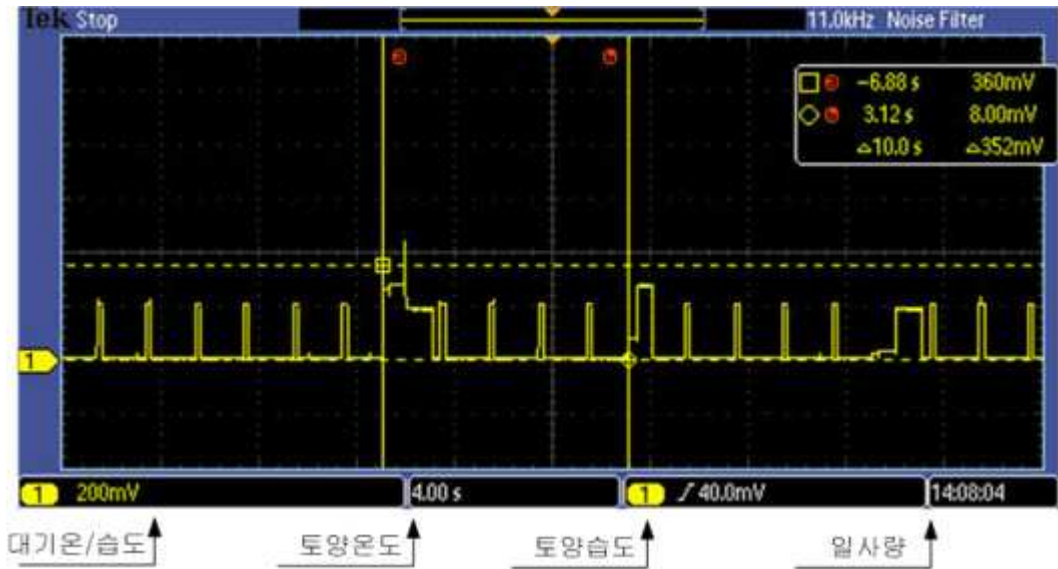 Tek Stop 11.0kHz Noise Filter
-6.88 s 360mV
3.12 s 8.00mV
△10.0 s △352mV
1
1 200mV 4.00 s 1 40.0mV 14:08:04
대기온/습도 토양온도 토양습도 일사량